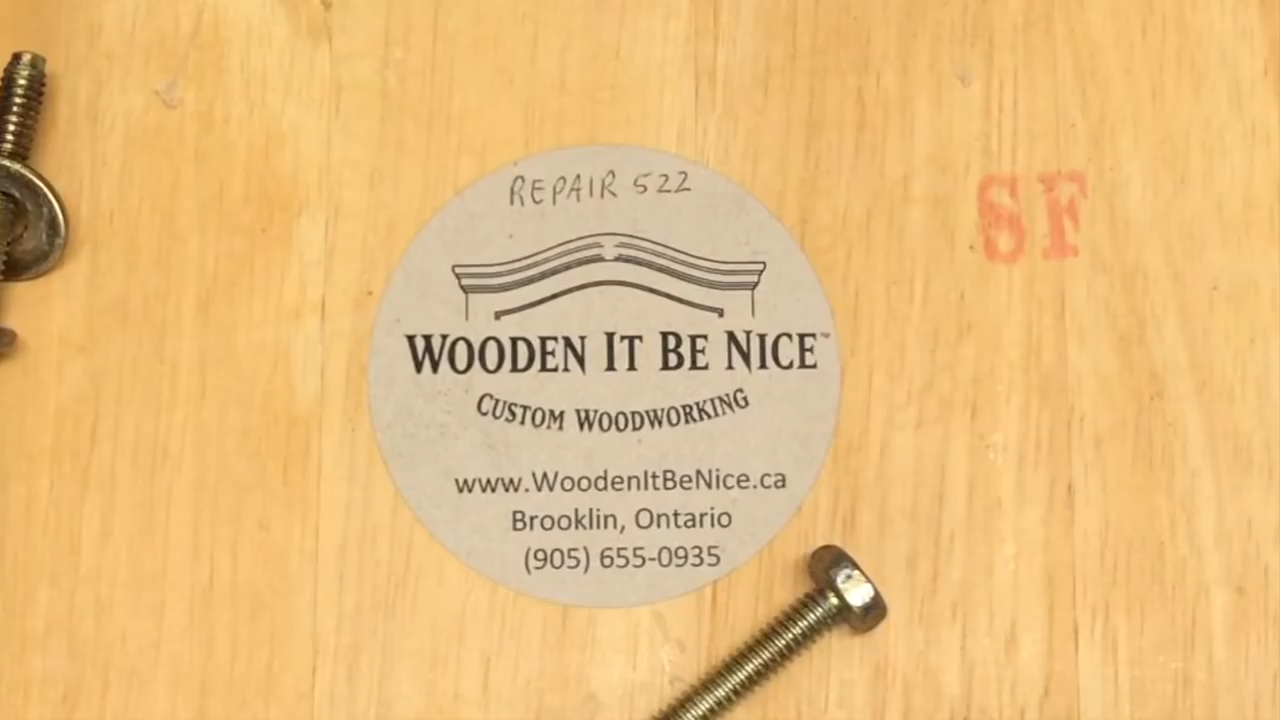 REPAIR 522
WOODEN IT BE NICE™
CUSTOM WOODWORKING
www.WoodenItBeNice.ca
Brooklin, Ontario
(905) 655-0935
SF